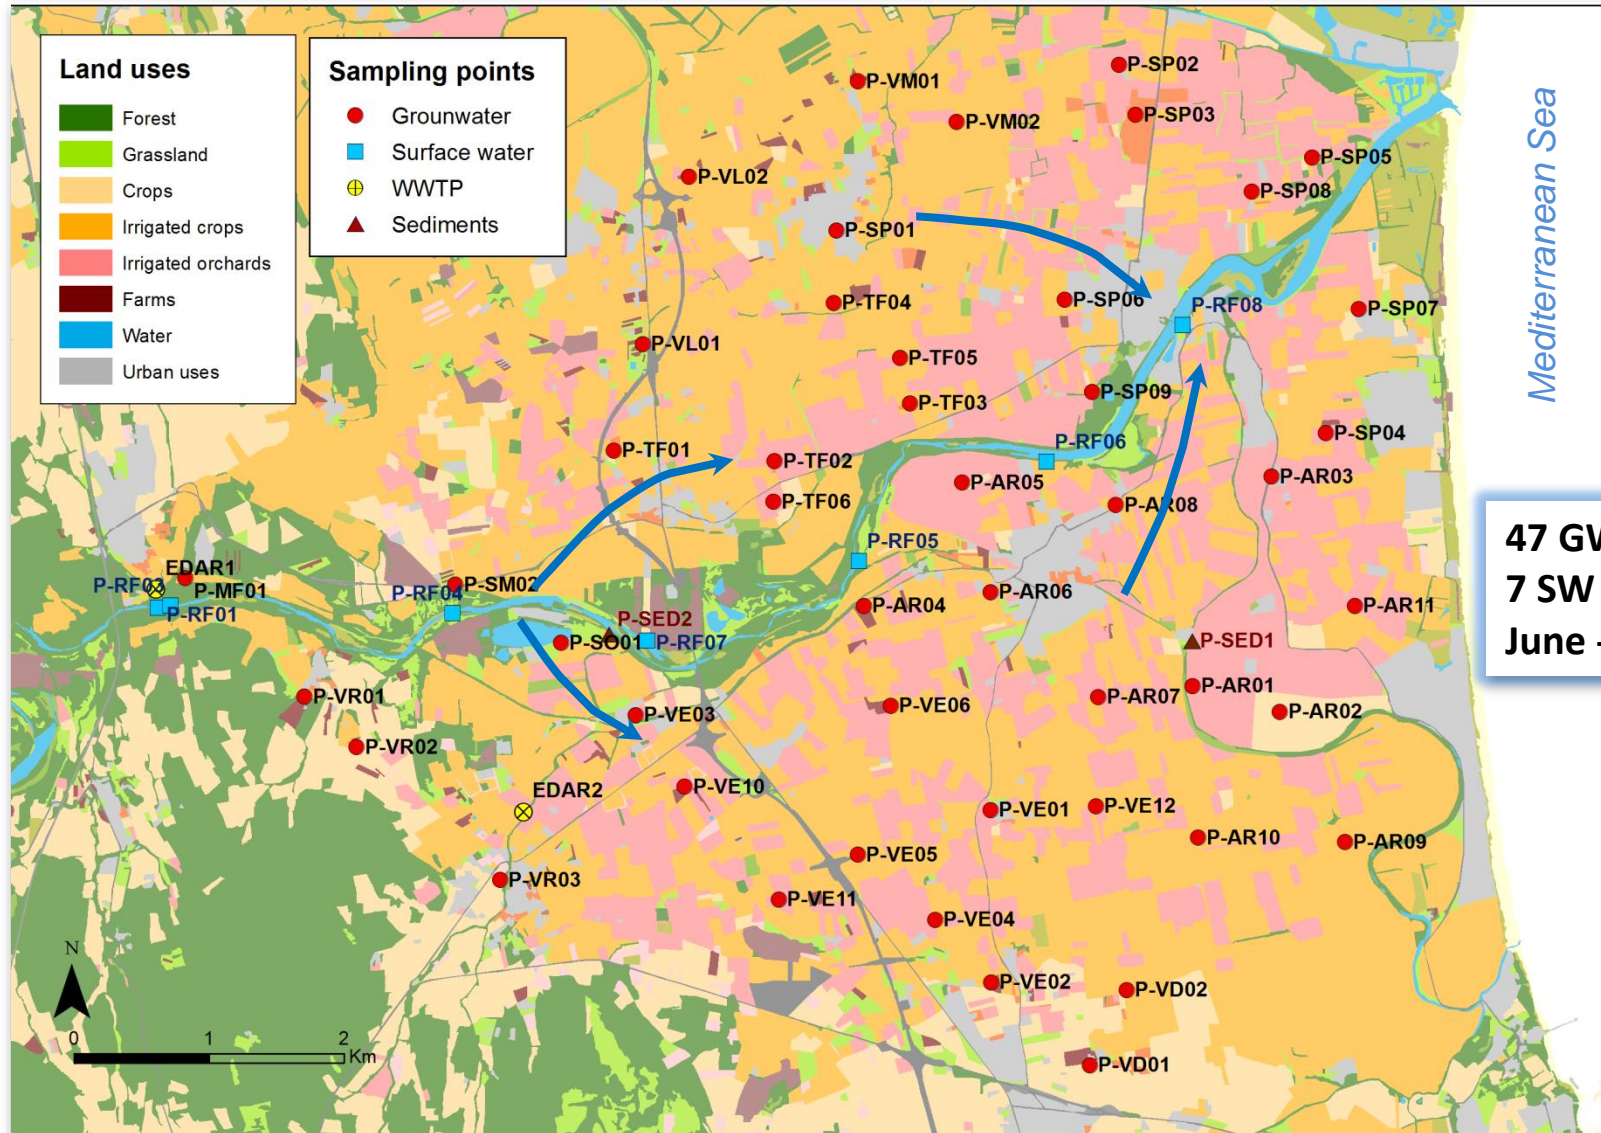 Land uses
Forest
Grassland
Crops
Irrigated crops
Irrigated orchards
Farms
Water
Urban uses
Sampling points
Grounwater
Surface water
WWTP
Sediments
P-VM01
P-SP02
P-SP03
P-VM02
P-SP05
P-VL02
P-SP08
P-SP01
P-TF04
P-SP06
P-RF08
P-SP07
P-VL01
P-TF05
P-SP09
P-TF03
P-SP04
P-TF01
P-TF02
P-RF06
P-AR03
P-AR05
P-TF06
P-AR08
P-RF05
EDAR1
P-RF03
P-MF01
P-RF01
P-SM02
P-RF04
P-AR06
P-AR04
P-AR11
P-SED2
P-SO01
P-RF07
P-SED1
P-VR01
P-AR01
P-AR07
P-VE06
P-AR02
P-VE03
P-VR02
EDAR2
P-VE10
P-VE01
P-VE12
P-AR10
P-AR09
P-VE05
P-VR03
P-VE11
P-VE04
P-VE02
P-VD02
P-VD01
Mediterranean Sea
47 GW
7 SW
June -
N
0 1 2
Km